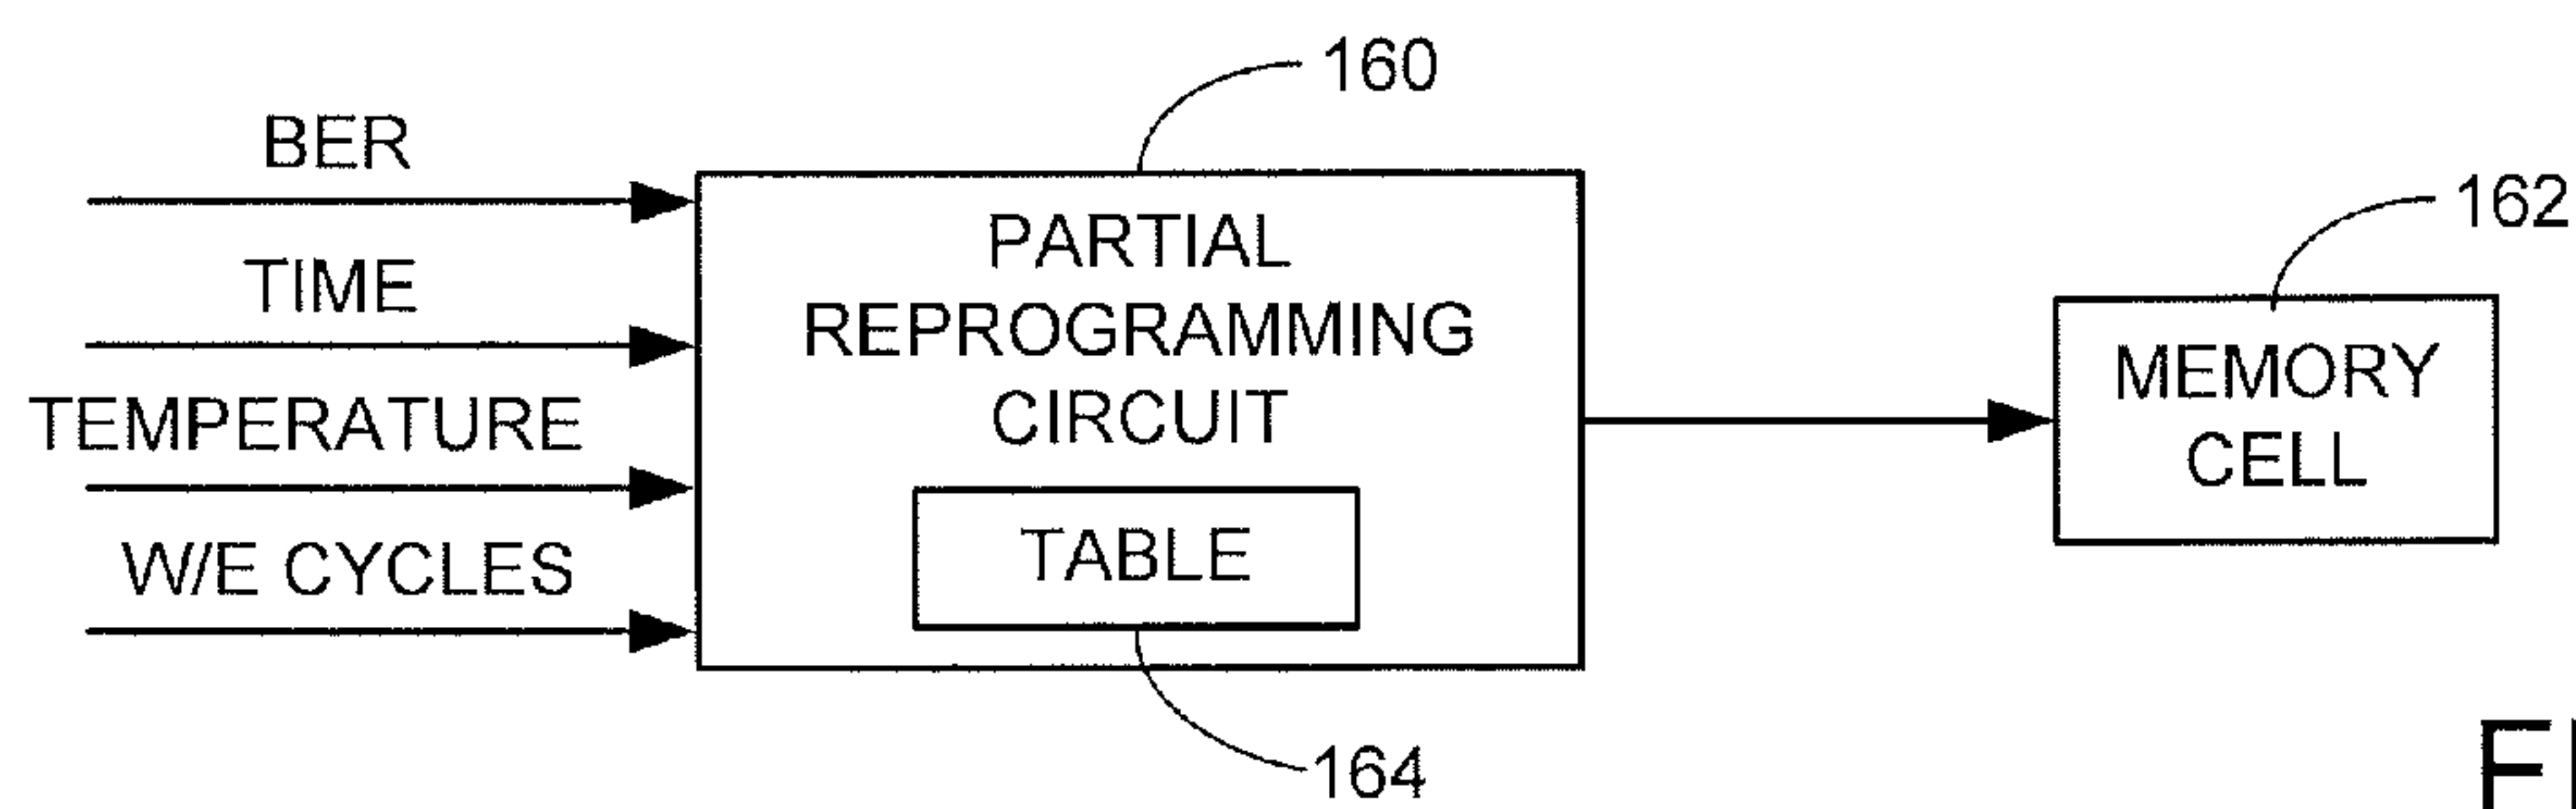 160
BER
162
PARTIAL
TIME
REPROGRAMMING
MEMORY
TEMPERATURE
CIRCUIT
CELL
W/E CYCLES
TABLE
164